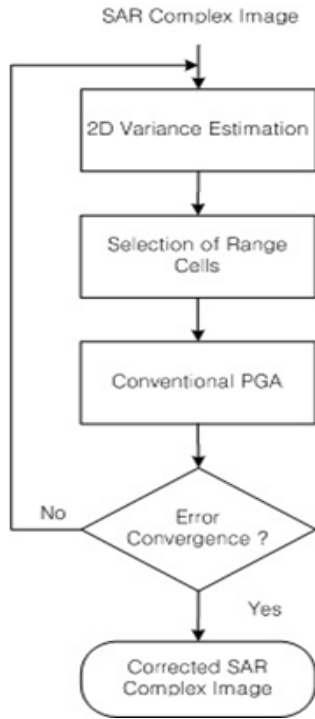 SAR Complex Image
2D Variance Estimation
Selection of Range
Cells
Conventional PGA
Error
Convergence ?
No
Yes
Corrected SAR
Complex Image